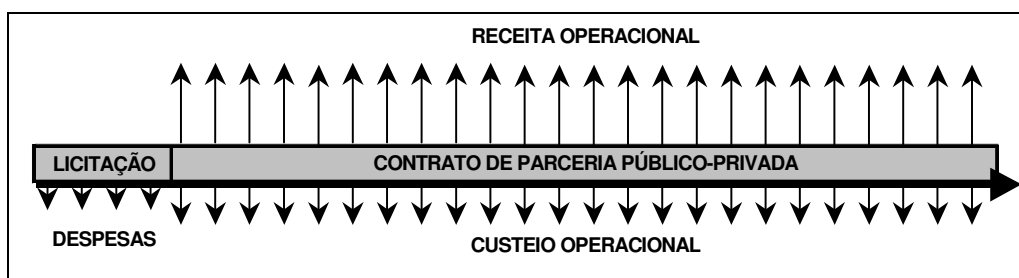 RECEITA OPERACIONAL
LICITAÇÃO CONTRATO DE PARCERIA PÚBLICO-PRIVADA
DESPESAS CUSTEIO OPERACIONAL